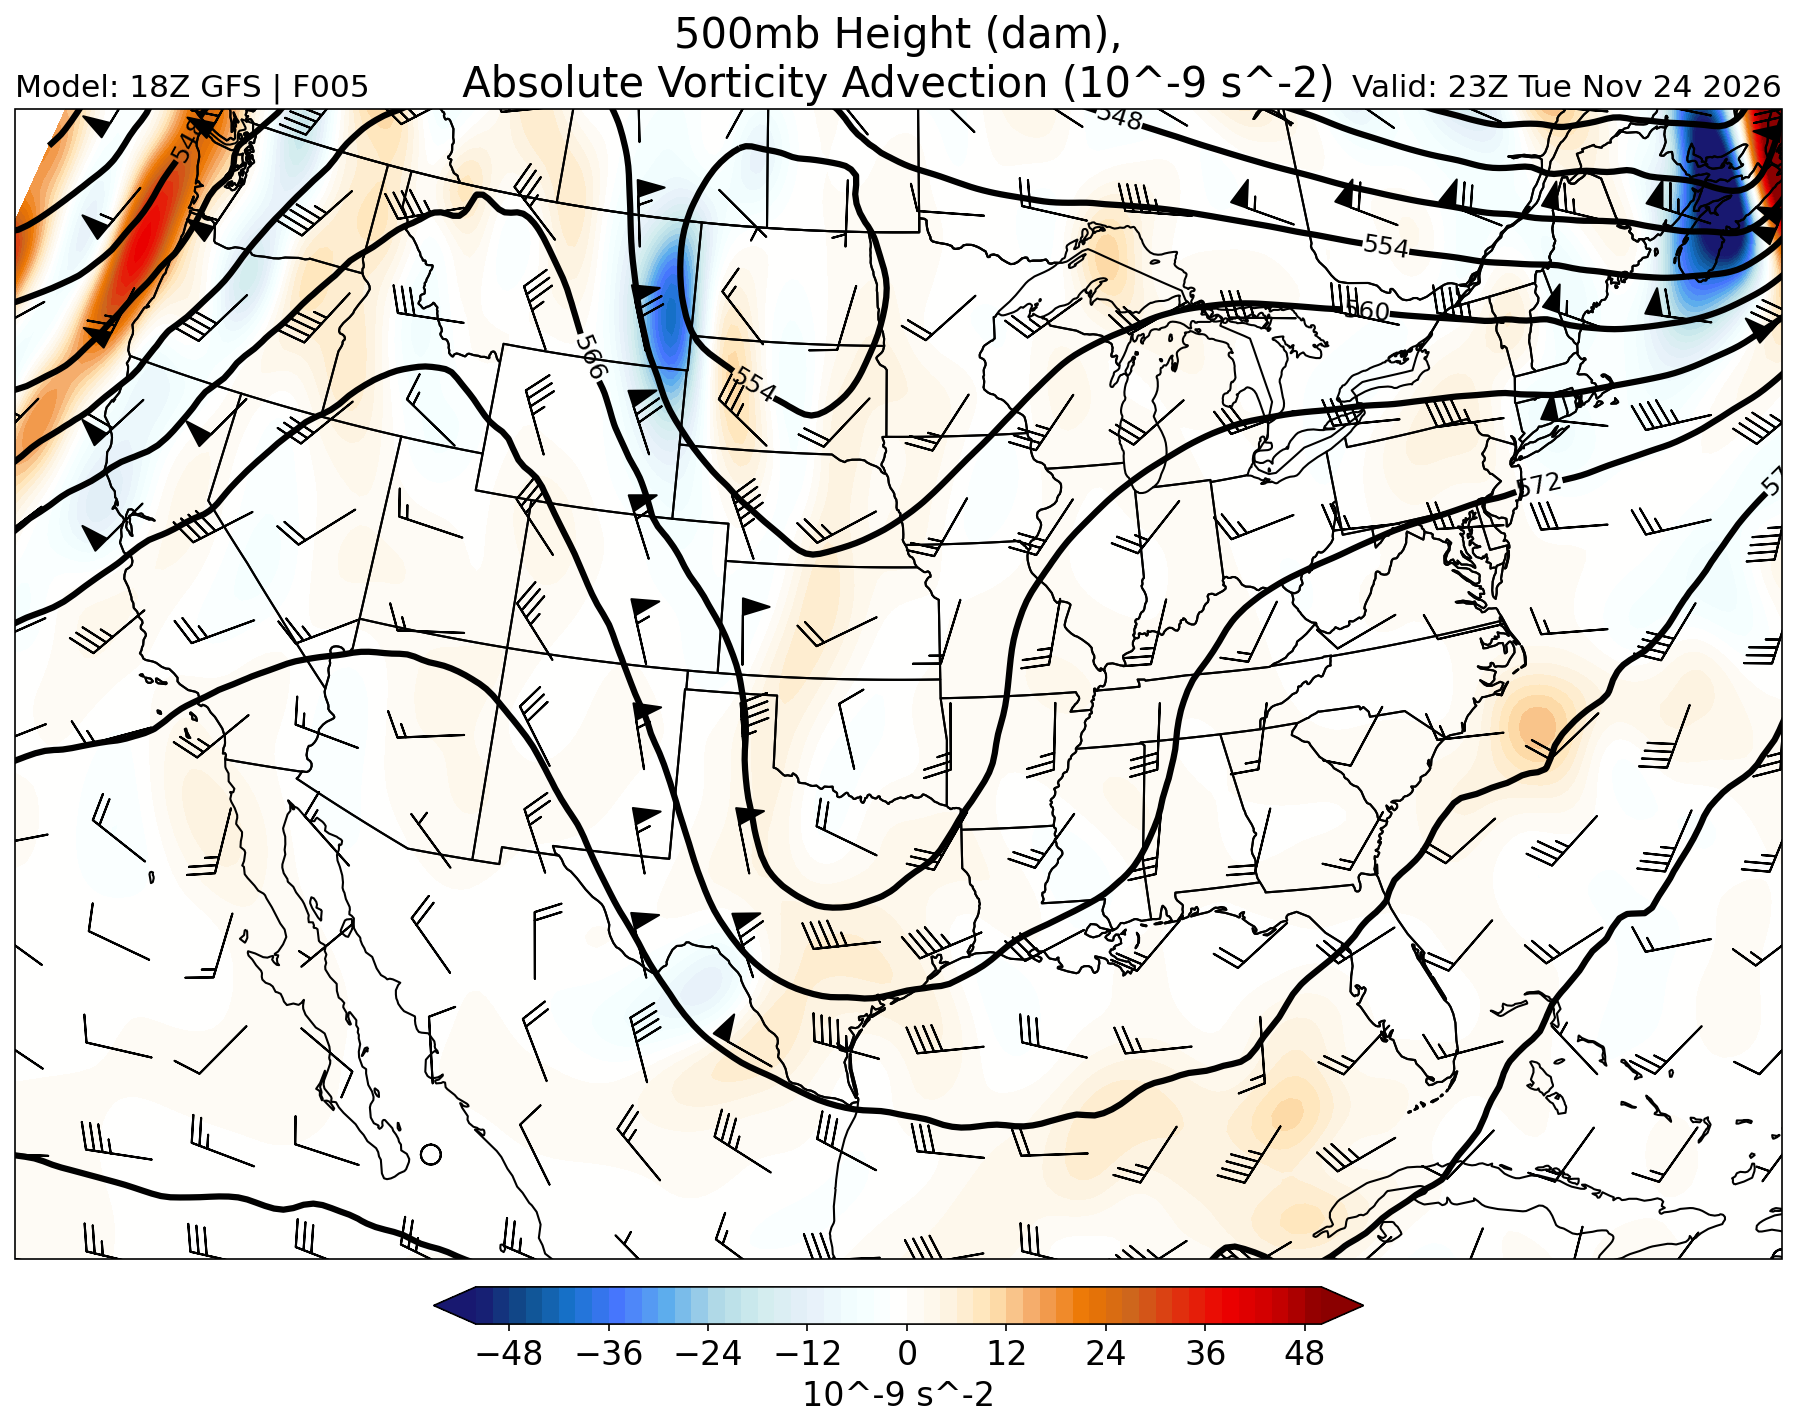 500mb Height (dam),
Model: 18Z GFS | F005
Absolute Vorticity Advection (10^-9 s^-2)
Valid: 23Z Tue Nov 24 2026
548
548
554
560
566
554
572
−48 −36 −24 −12 0 12 24 36 48
10^-9 s^-2